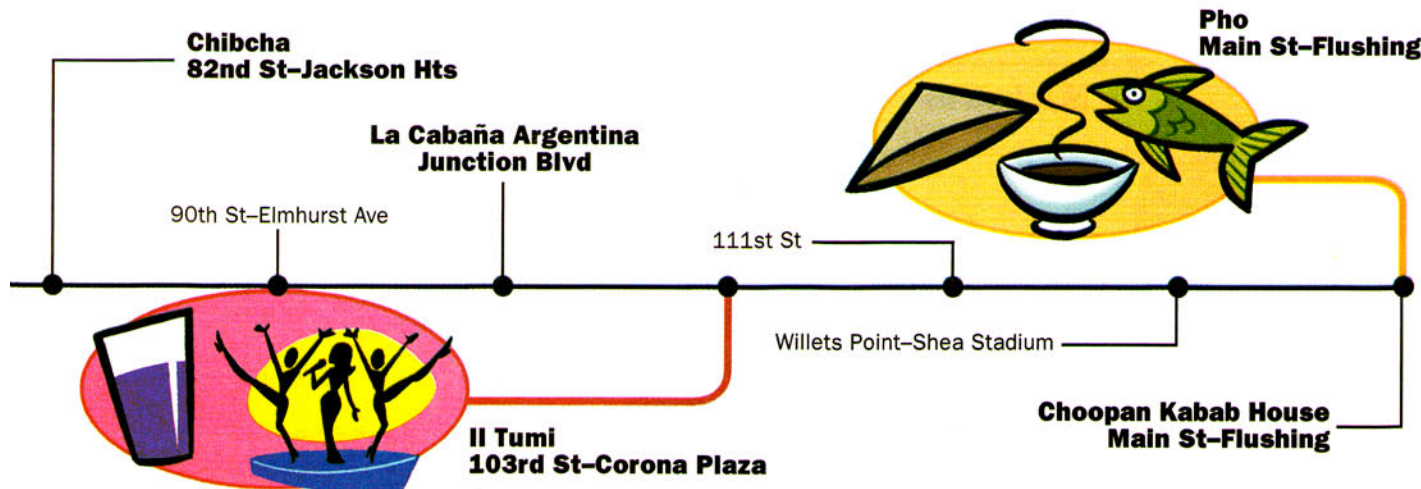 Chibcha
82nd St–Jackson Hts
90th St–Elmhurst Ave
La Cabaña Argentina
Junction Blvd
Il Tumi
103rd St–Corona Plaza
111st St
Willets Point–Shea Stadium
Pho
Main St–Flushing
Choopan Kabab House
Main St–Flushing